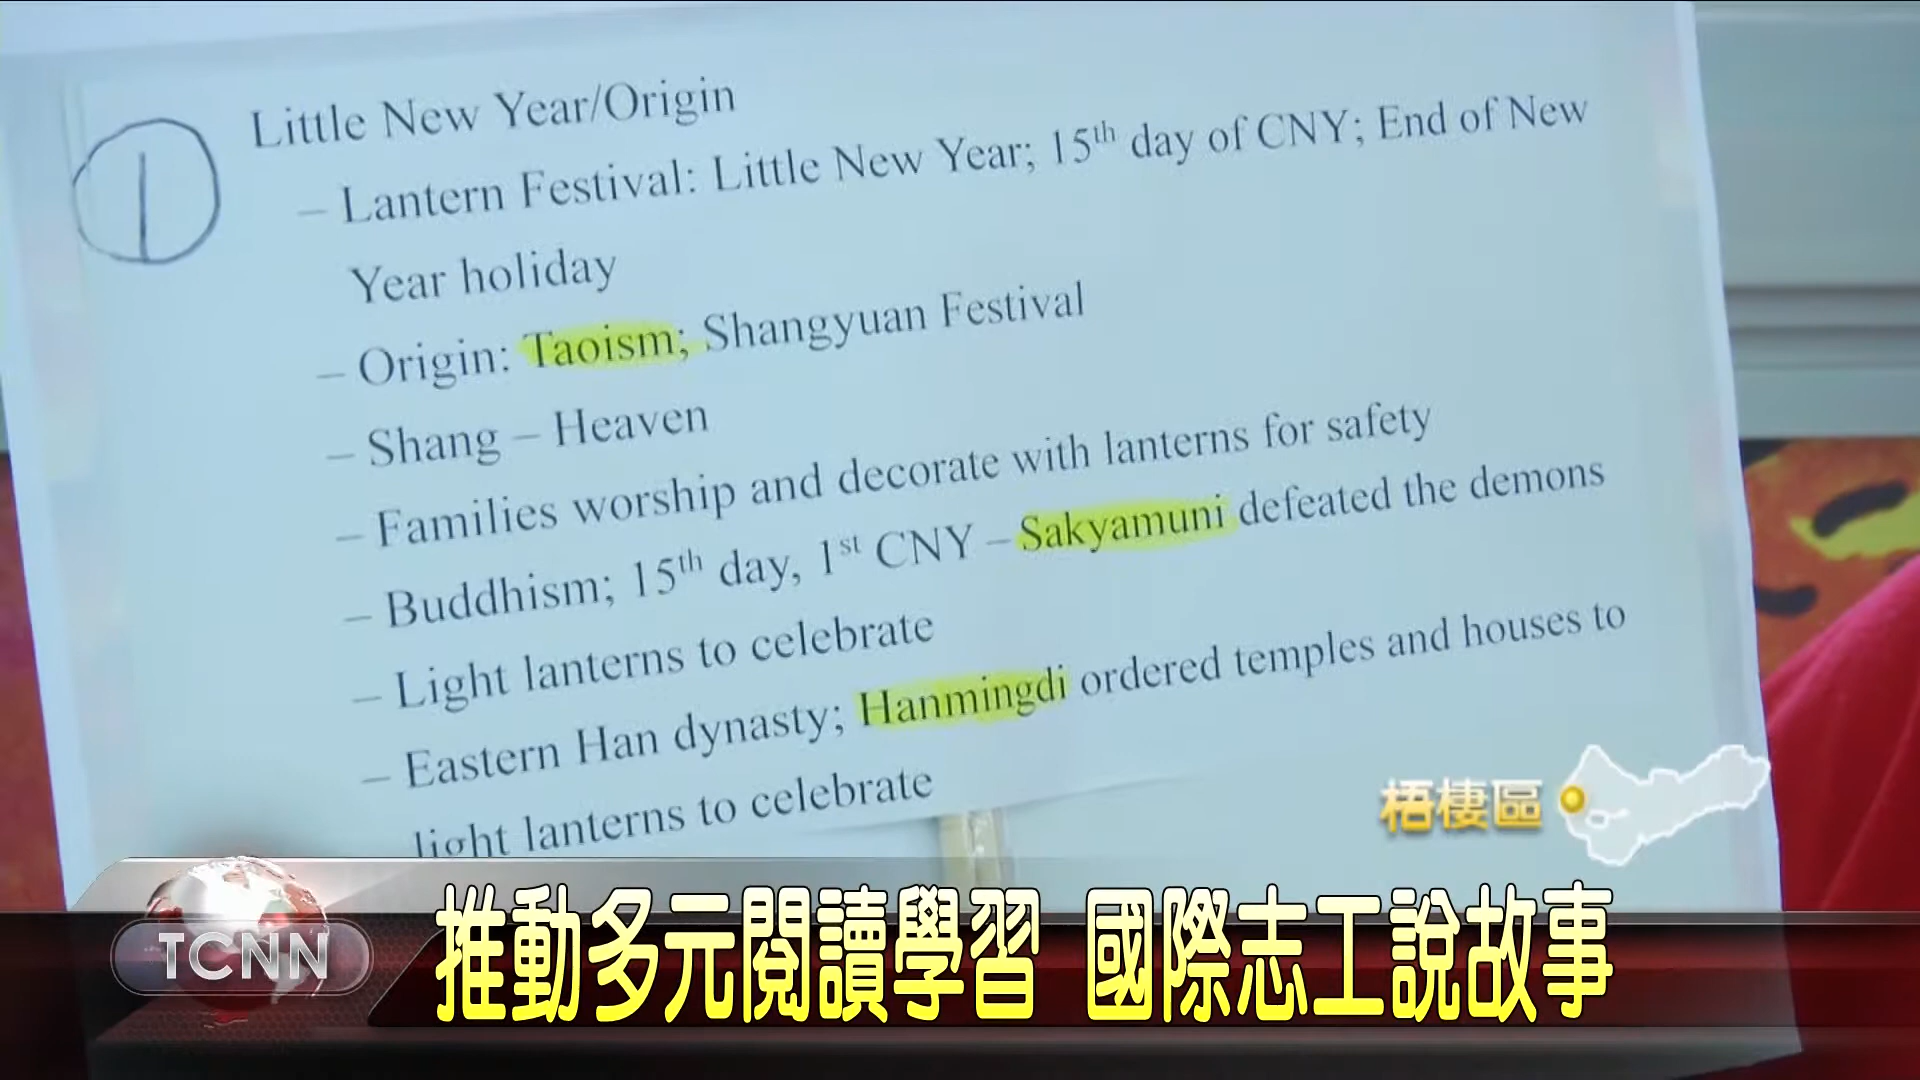 1
Little New Year/Origin
– Lantern Festival: Little New Year; 15th day of CNY; End of New
Year holiday
– Origin: Taoism; Shangyuan Festival
– Shang – Heaven
– Families worship and decorate with lanterns for safety
– Buddhism; 15th day, 1st CNY – Sakyamuni defeated the demons
– Light lanterns to celebrate
– Eastern Han dynasty; Hanmingdi ordered temples and houses to
light lanterns to celebrate
梧棲區
TCNN
推動多元閱讀學習 國際志工說故事